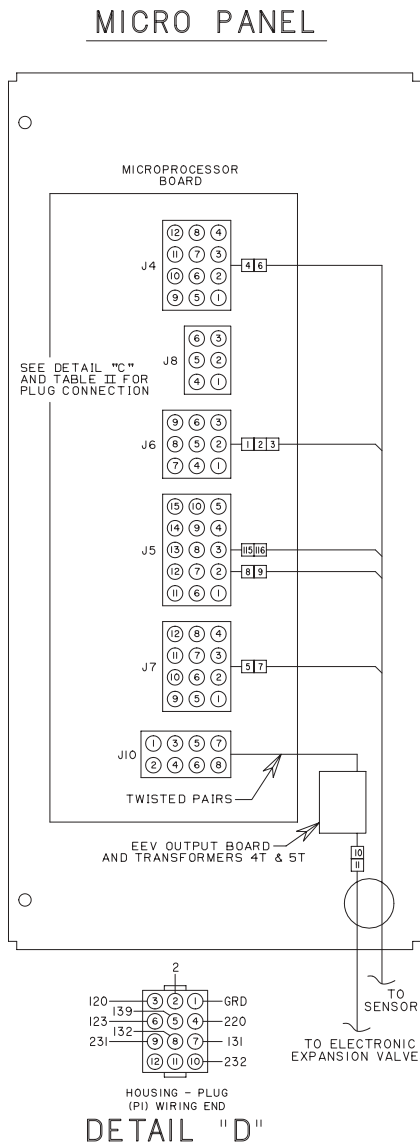 MICRO PANEL
MICROPROCESSOR
BOARD
12 8 4
11 7 3
J4
4 6
10 6 2
9 5 1
6 3
J8
5 2
4 1
SEE DETAIL "C"
AND TABLE II FOR
PLUG CONNECTION
9 6 3
J6
8 5 2
1 2 3
7 4 1
15 10 5
14 9 4
J5
13 8 3
115 116
12 7 2
8 9
11 6 1
12 8 4
11 7 3
J7
5 7
10 6 2
9 5 1
J10
1 3 5 7
2 4 6 8
TWISTED PAIRS
EEV OUTPUT BOARD
AND TRANSFORMERS 4T & 5T
10
11
TO
SENSOR
TO ELECTRONIC
EXPANSION VALVE
2
120
3 2 1
GRD
139
123
6 5 4
220
132
231
9 8 7
131
12 11 10
232
HOUSING - PLUG
(P1) WIRING END
DETAIL "D"